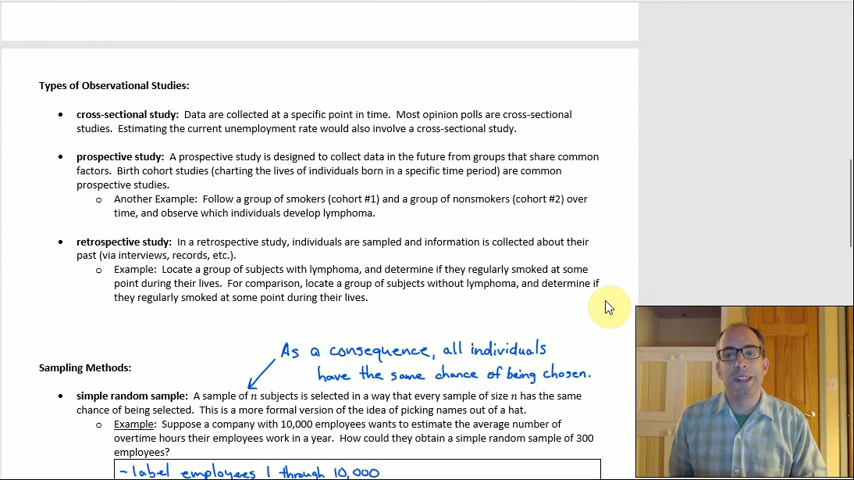 Types of Observational Studies:
• cross-sectional study: Data are collected at a specific point in time. Most opinion polls are cross-sectional
studies. Estimating the current unemployment rate would also involve a cross-sectional study.
• prospective study: A prospective study is designed to collect data in the future from groups that share common
factors. Birth cohort studies (charting the lives of individuals born in a specific time period) are common
prospective studies.
o Another Example: Follow a group of smokers (cohort #1) and a group of nonsmokers (cohort #2) over
time, and observe which individuals develop lymphoma.
• retrospective study: In a retrospective study, individuals are sampled and information is collected about their
past (via interviews, records, etc.).
o Example: Locate a group of subjects with lymphoma, and determine if they regularly smoked at some
point during their lives. For comparison, locate a group of subjects without lymphoma, and determine if
they regularly smoked at some point during their lives.
As a consequence, all individuals
have the same chance of being chosen.
Sampling Methods:
• simple random sample: A sample of n subjects is selected in a way that every sample of size n has the same
chance of being selected. This is a more formal version of the idea of picking names out of a hat.
o Example: Suppose a company with 10,000 employees wants to estimate the average number of
overtime hours their employees work in a year. How could they obtain a simple random sample of 300
employees?
- label employees 1 through 10,000